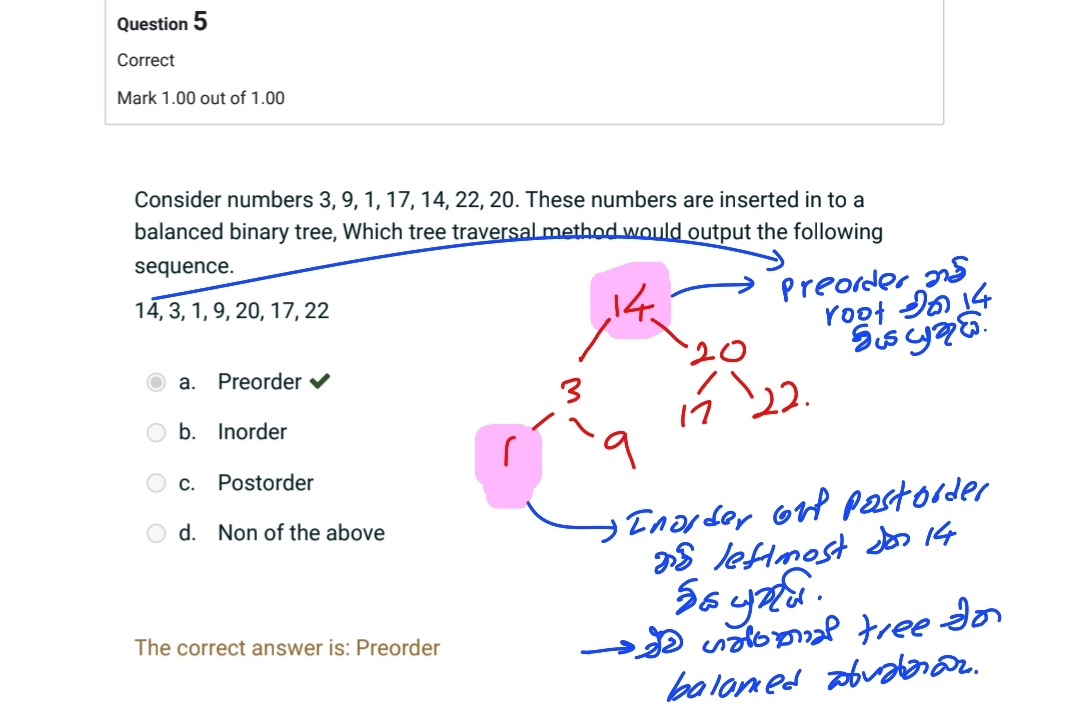 Question 5
Correct
Mark 1.00 out of 1.00
Consider numbers 3, 9, 1, 17, 14, 22, 20. These numbers are inserted in to a
balanced binary tree, Which tree traversal method would output the following
sequence.
14, 3, 1, 9, 20, 17, 22
a. Preorder
b. Inorder
c. Postorder
d. Non of the above
The correct answer is: Preorder
14
20
3
17 22.
1
9
preorder නම්
root එක 14
විය යුතුයි.
Inorder හෝ postorder
නම් leftmost එක 14
විය යුතුයි.
tree එක
balanced